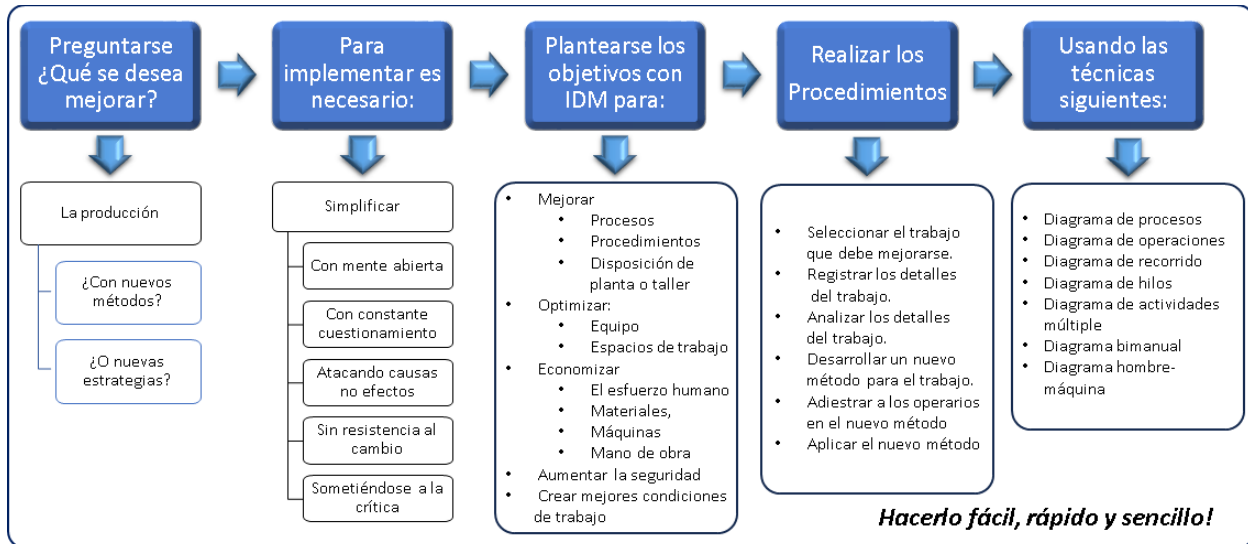 Preguntarse
¿Qué se desea
mejorar?
Para
implementar es
necesario:
Plantearse los
objetivos con
IDM para:
Realizar los
Procedimientos
Usando las
técnicas
siguientes:
La producción
¿Con nuevos
métodos?
¿O nuevas
estrategias?
Simplificar
Con mente abierta
Con constante
cuestionamiento
Atacando causas
no efectos
Sin resistencia al
cambio
Sometiéndose a la
crítica
• Mejorar
• Procesos
• Procedimientos
• Disposición de
planta o taller
• Optimizar:
• Equipo
• Espacios de trabajo
• Economizar
• El esfuerzo humano
• Materiales,
• Máquinas
• Mano de obra
• Aumentar la seguridad
• Crear mejores condiciones
de trabajo
• Seleccionar el trabajo
que debe mejorarse.
• Registrar los detalles
del trabajo.
• Analizar los detalles
del trabajo.
• Desarrollar un nuevo
método para el trabajo.
• Adiestrar a los operarios
en el nuevo método
• Aplicar el nuevo método
• Diagrama de procesos
• Diagrama de operaciones
• Diagrama de recorrido
• Diagrama de hilos
• Diagrama de actividades
múltiple
• Diagrama bimanual
• Diagrama hombre-
máquina
Hacerlo fácil, rápido y sencillo!